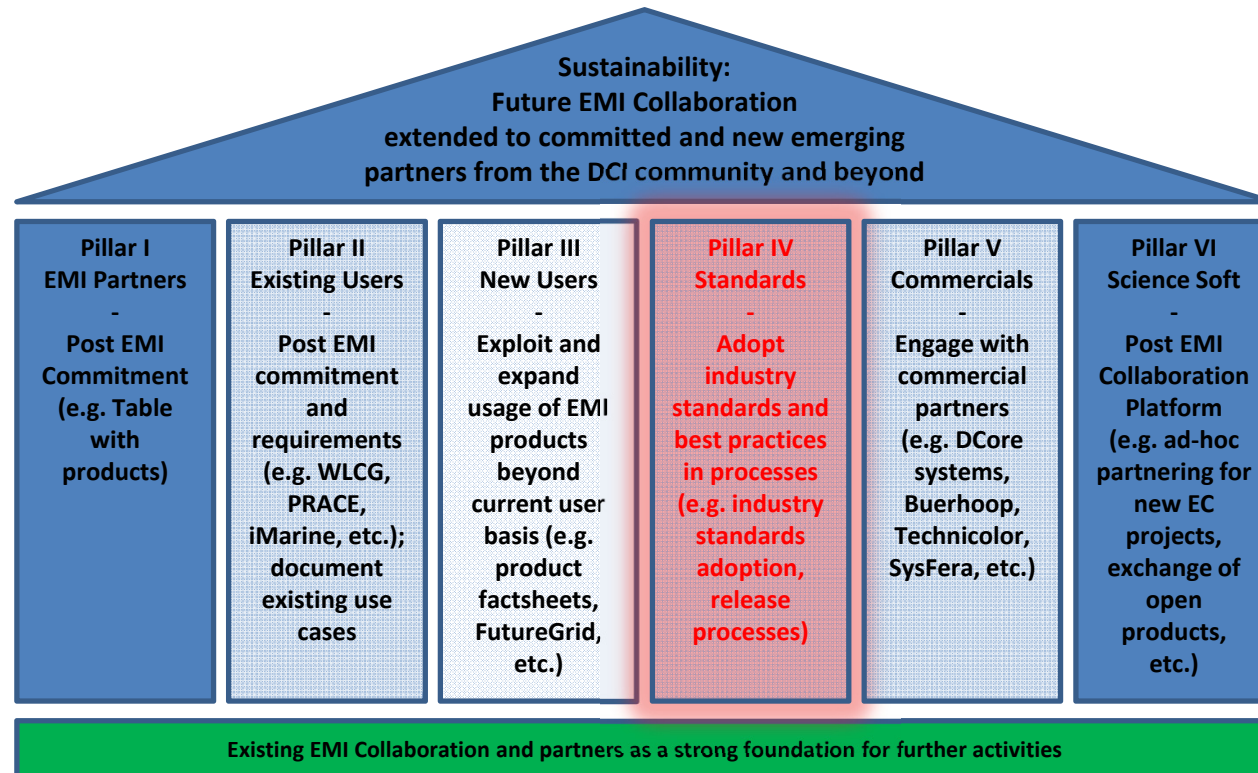 Sustainability:
Future EMI Collaboration
extended to committed and new emerging
partners from the DCI community and beyond
Pillar I
EMI Partners
-
Post EMI
Commitment
(e.g. Table
with
products)
Pillar II
Existing Users
-
Post EMI
commitment
and
requirements
(e.g. WLCG,
PRACE,
iMarine, etc.);
document
existing use
cases
Pillar III
New Users
-
Exploit and
expand
usage of EMI
products
beyond
current user
basis (e.g.
product
factsheets,
FutureGrid,
etc.)
Pillar IV
Standards
-
Adopt
industry
standards and
best practices
in processes
(e.g. industry
standards
adoption,
release
processes)
Pillar V
Commercials
-
Engage with
commercial
partners
(e.g. DCore
systems,
Buerhoop,
Technicolor,
SysFera, etc.)
Pillar VI
Science Soft
-
Post EMI
Collaboration
Platform
(e.g. ad-hoc
partnering for
new EC
projects,
exchange of
open
products,
etc.)
Existing EMI Collaboration and partners as a strong foundation for further activities